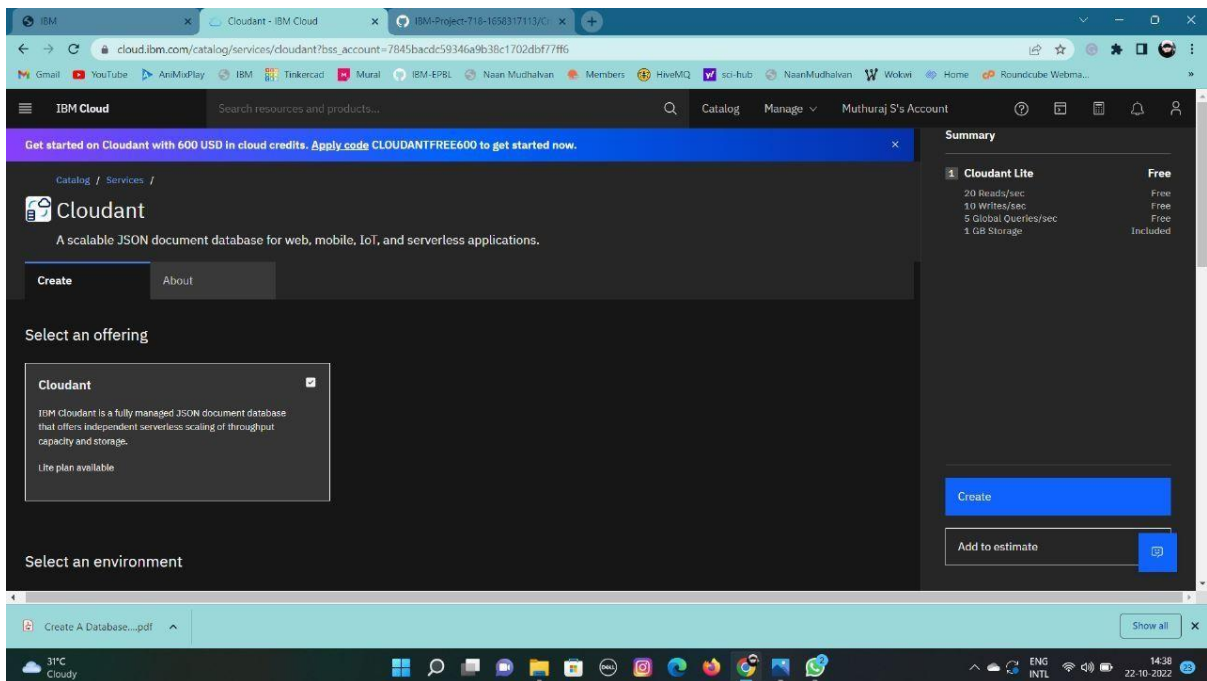 IBM
Cloudant - IBM Cloud
IBM-Project-718-1658317113/Cr
cloud.ibm.com/catalog/services/cloudant?bss_account=7845bacdc59346a9b38c1702dbf77ff6
Gmail YouTube AniMixPlay IBM Tinkercad Mural IBM-EPBL Naan Mudhalvan Members HiveMQ sci-hub NaanMudhalvan Wokwi Home Roundcube Webma...
IBM Cloud
Search resources and products...
Catalog
Manage
Muthuraj S's Account
Get started on Cloudant with 600 USD in cloud credits. Apply code CLOUDANTFREE600 to get started now.
Catalog / Services /
Cloudant
A scalable JSON document database for web, mobile, IoT, and serverless applications.
Create
About
Select an offering
Cloudant
IBM Cloudant is a fully managed JSON document database
that offers independent serverless scaling of throughput
capacity and storage.
Lite plan available
Select an environment
Summary
1 Cloudant Lite Free
20 Reads/sec Free
10 Writes/sec Free
5 Global Queries/sec Free
1 GB Storage Included
Create
Add to estimate
Create A Database....pdf
Show all
31°C
Cloudy
DELL
2
ENG
INTL
14:38
22-10-2022
23